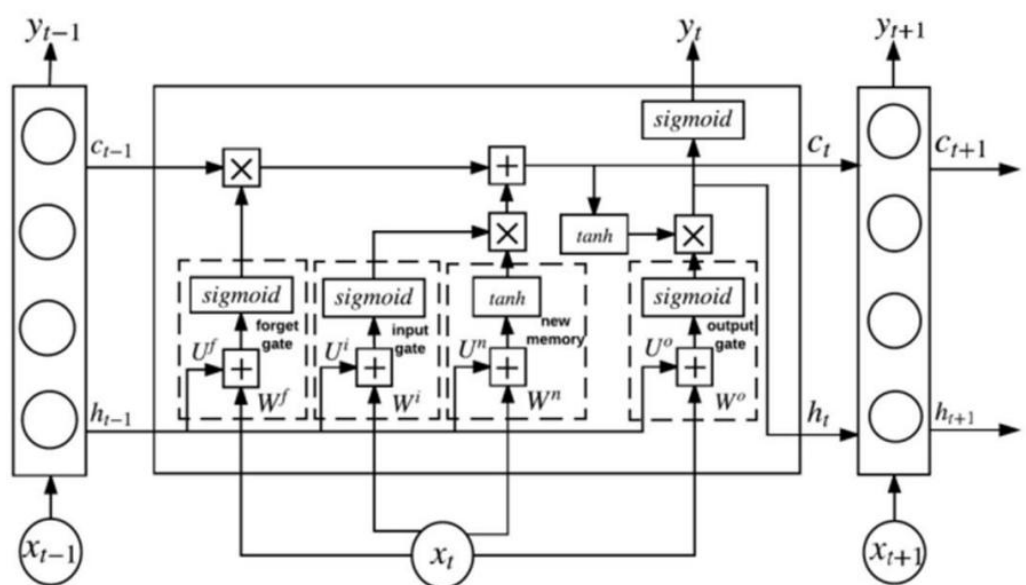 y_{t-1} y_t y_{t+1}
sigmoid
c_{t-1} c_t c_{t+1}
× + 
tanh × ×
sigmoid sigmoid tanh sigmoid
forget gate
input gate
new memory
output gate
U^f + U^i + U^n + U^o +
W^f W^i W^n W^o
h_{t-1} h_t h_{t+1}
x_{t-1} x_t x_{t+1}